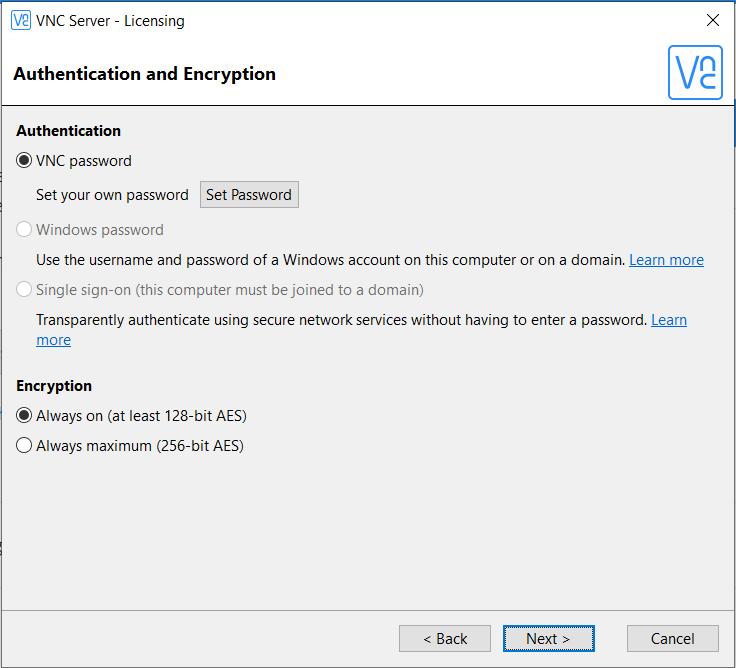 VNC Server - Licensing
Authentication and Encryption
Authentication
VNC password
Set your own password Set Password
Windows password
Use the username and password of a Windows account on this computer or on a domain. Learn more
Single sign-on (this computer must be joined to a domain)
Transparently authenticate using secure network services without having to enter a password. Learn
more
Encryption
Always on (at least 128-bit AES)
Always maximum (256-bit AES)
< Back Next > Cancel